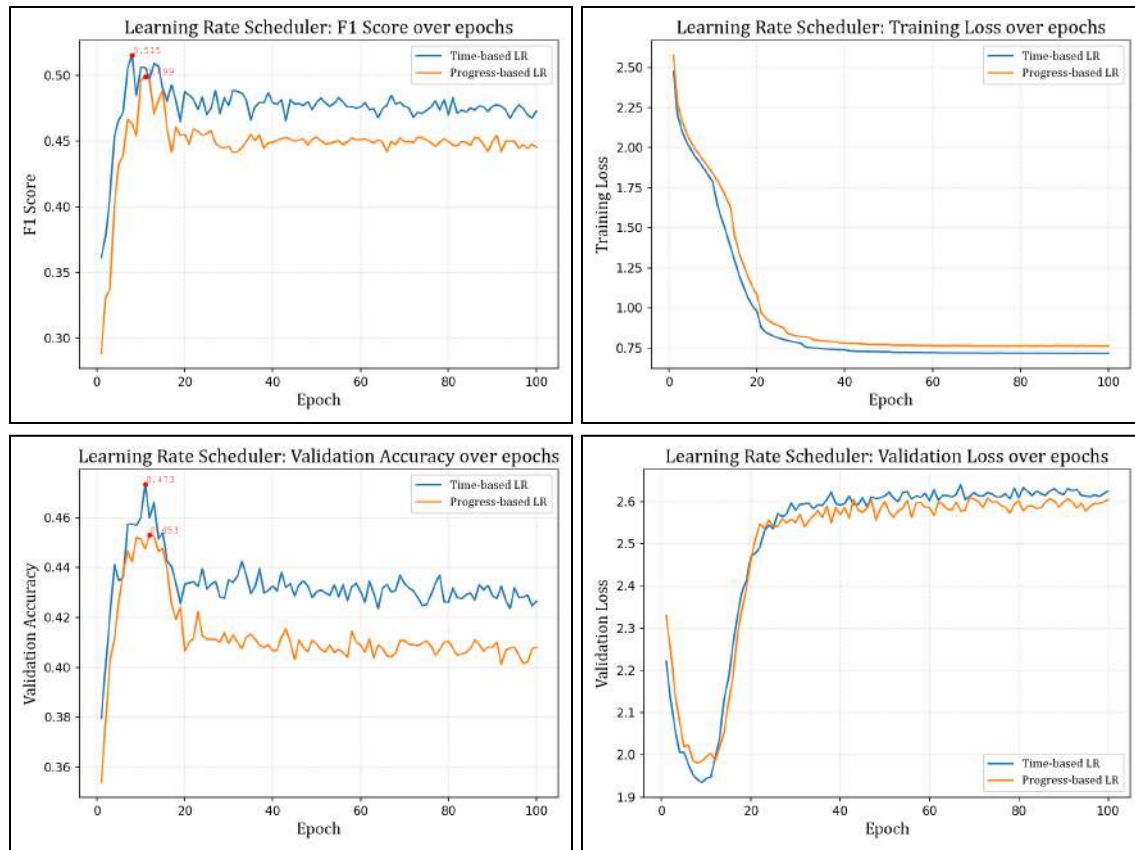 Learning Rate Scheduler: F1 Score over epochs
0.515
Time-based LR
Progress-based LR
0.50
0.45
0.40
0.35
0.30
F1 Score
0 20 40 60 80 100
Epoch
Learning Rate Scheduler: Training Loss over epochs
Time-based LR
Progress-based LR
2.50
2.25
2.00
1.75
1.50
1.25
1.00
0.75
Training Loss
0 20 40 60 80 100
Epoch
Learning Rate Scheduler: Validation Accuracy over epochs
0.473
Time-based LR
Progress-based LR
0.453
0.46
0.44
0.42
0.40
0.38
0.36
Validation Accuracy
0 20 40 60 80 100
Epoch
Learning Rate Scheduler: Validation Loss over epochs
2.6
2.5
2.4
2.3
2.2
2.1
2.0
1.9
Validation Loss
Time-based LR
Progress-based LR
0 20 40 60 80 100
Epoch